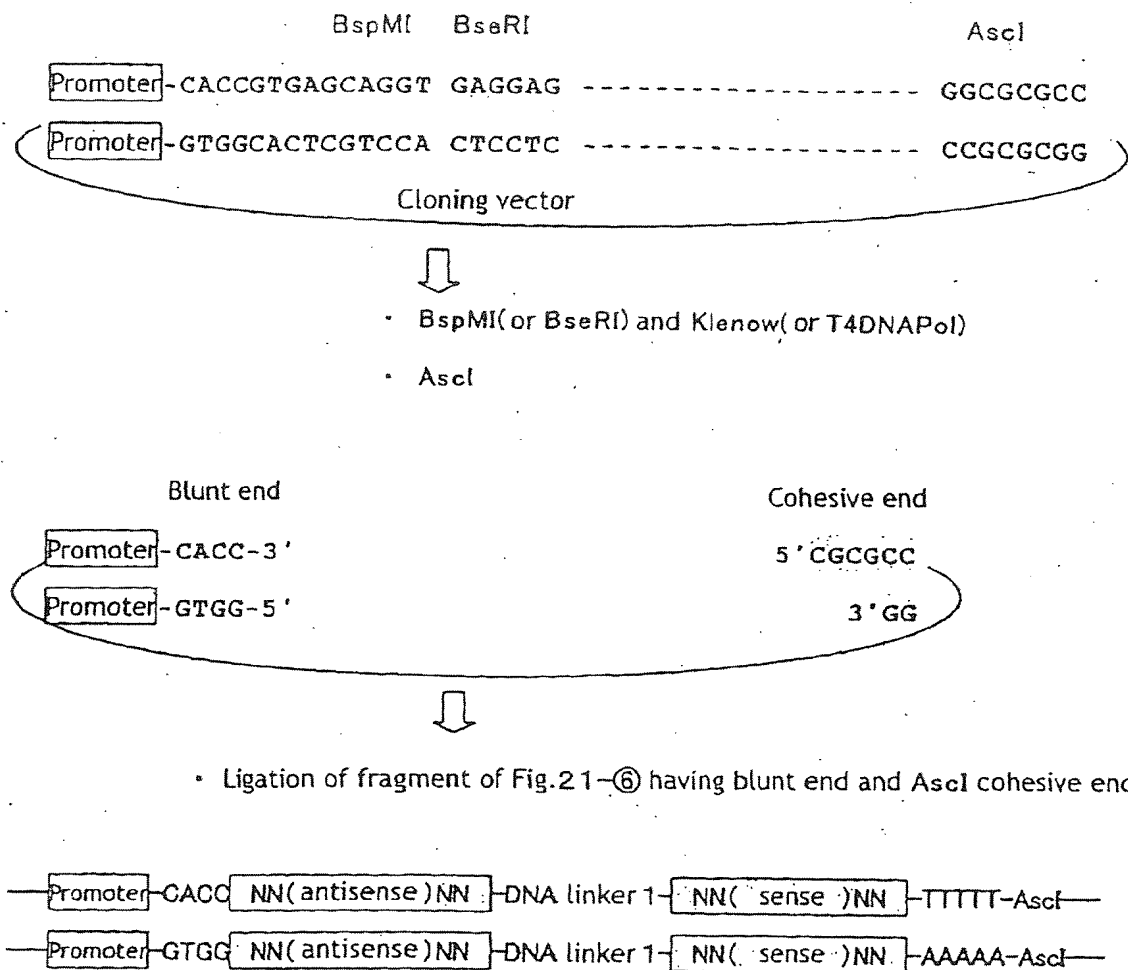 BspMI BseRI AscI
Promoter-CACCGTGAGCAGGT GAGGAG ------------------- GGCGCGCC
Promoter-GTGGCACTCGTCCA CTCCTC ------------------- CCGCGCGG
Cloning vector
· BspMI(or BseRI) and Klenow(or T4DNAPol)
· AscI
Blunt end Cohesive end
Promoter-CACC-3' 5'CGCGCC
Promoter-GTGG-5' 3'GG
· Ligation of fragment of Fig.21-⑥ having blunt end and AscI cohesive end
Promoter-CACC NN(antisense)NN-DNA linker 1-NN( sense )NN-TTTTT-AscI
Promoter-GTGG NN(antisense)NN-DNA linker 1-NN( sense )NN-AAAAA-AscI